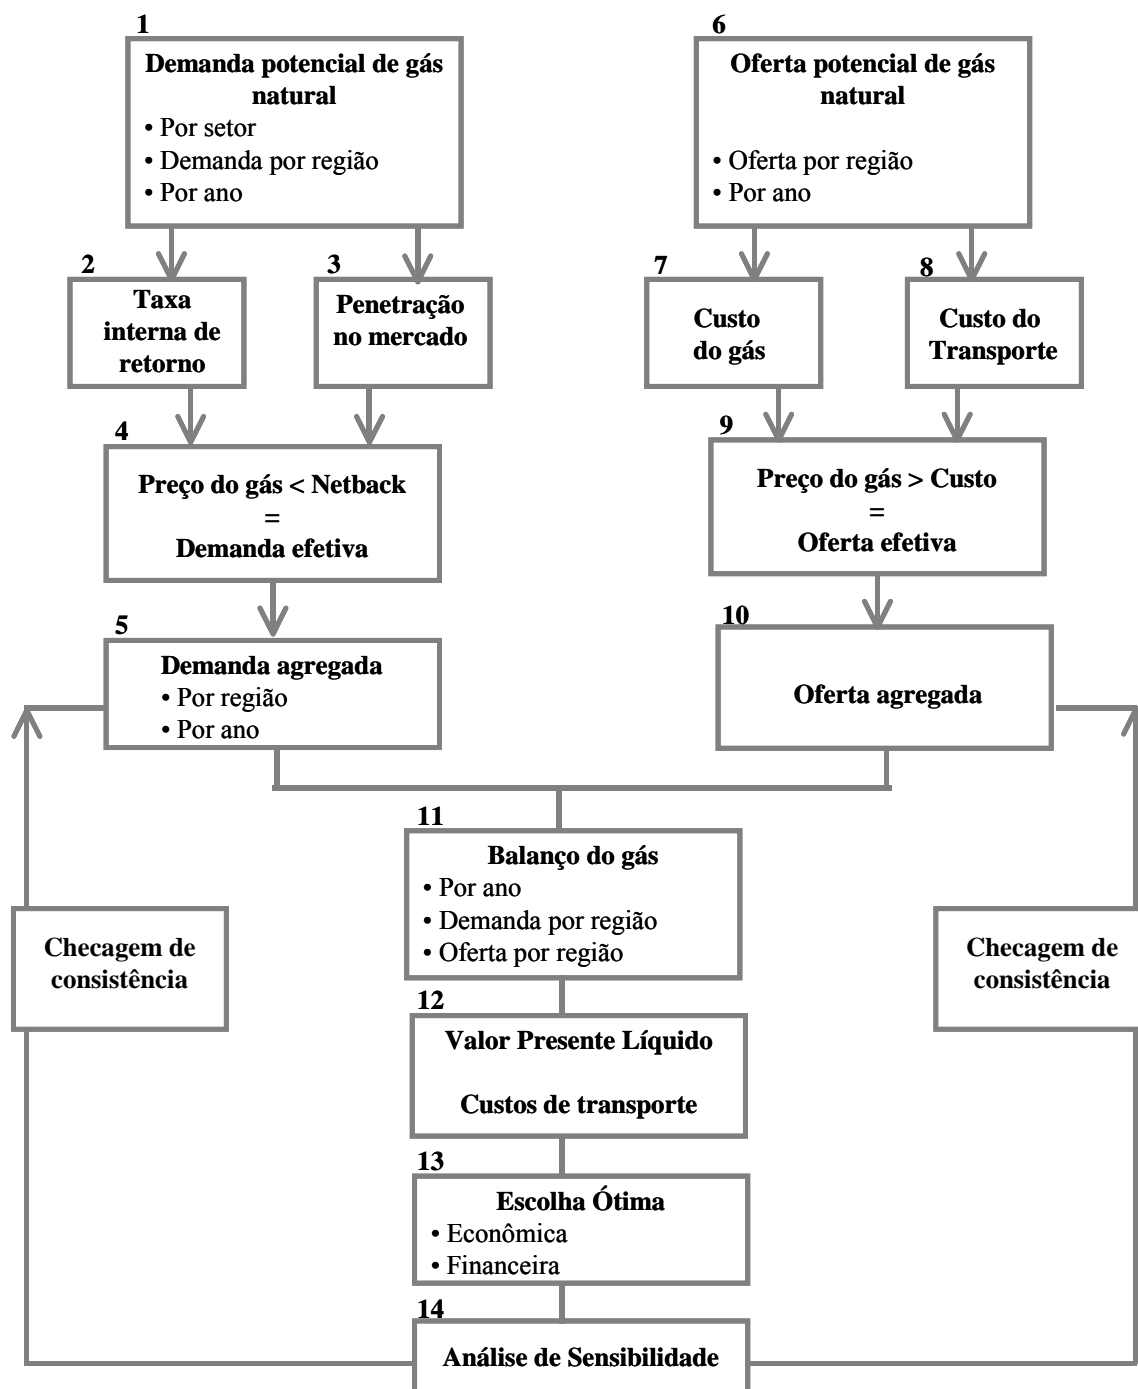 1
Demanda potencial de gás
natural
• Por setor
• Demanda por região
• Por ano
6
Oferta potencial de gás
natural
• Oferta por região
• Por ano
2
Taxa
interna de
retorno
3
Penetração
no mercado
7
Custo
do gás
8
Custo do
Transporte
4
Preço do gás < Netback
=
Demanda efetiva
9
Preço do gás > Custo
=
Oferta efetiva
5
Demanda agregada
• Por região
• Por ano
10
Oferta agregada
11
Balanço do gás
• Por ano
• Demanda por região
• Oferta por região
Checagem de
consistência
Checagem de
consistência
12
Valor Presente Líquido
Custos de transporte
13
Escolha Ótima
• Econômica
• Financeira
14
Análise de Sensibilidade